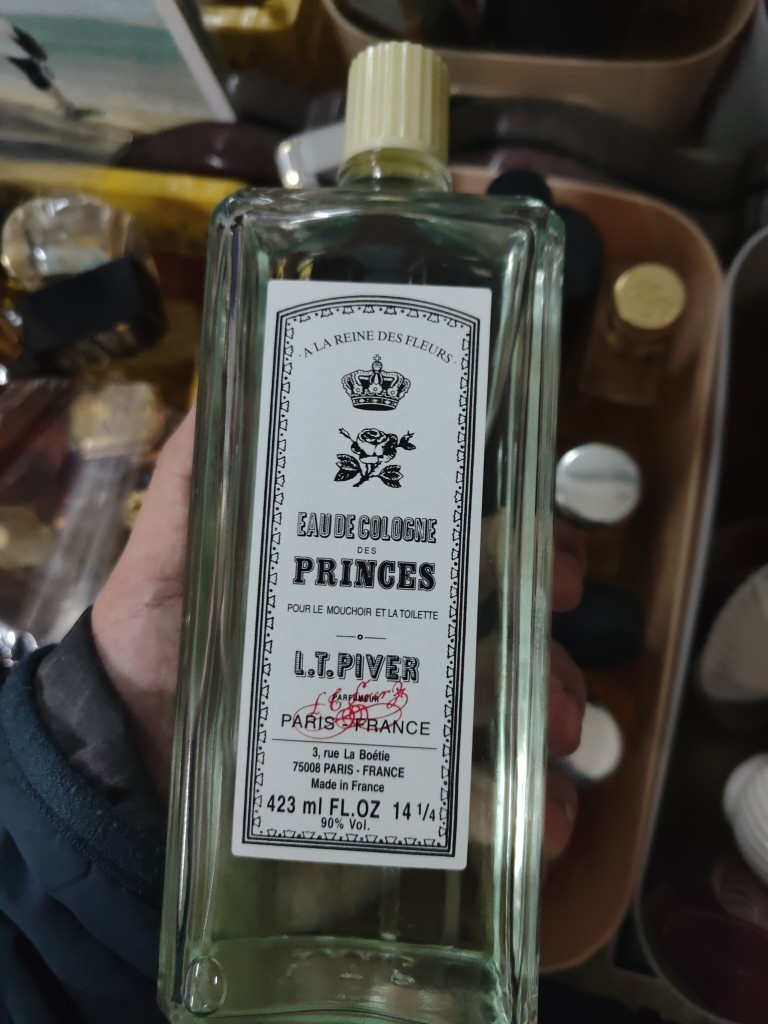 · A LA REINE DES FLEURS ·
EAU DE COLOGNE
DES
PRINCES
POUR LE MOUCHOIR ET LA TOILETTE
L.T. PIVER
PARFUMEUR
PARIS - FRANCE
3, rue La Boétie
75008 PARIS - FRANCE
Made in France
423 ml FL.OZ 14 1/4
90% Vol.